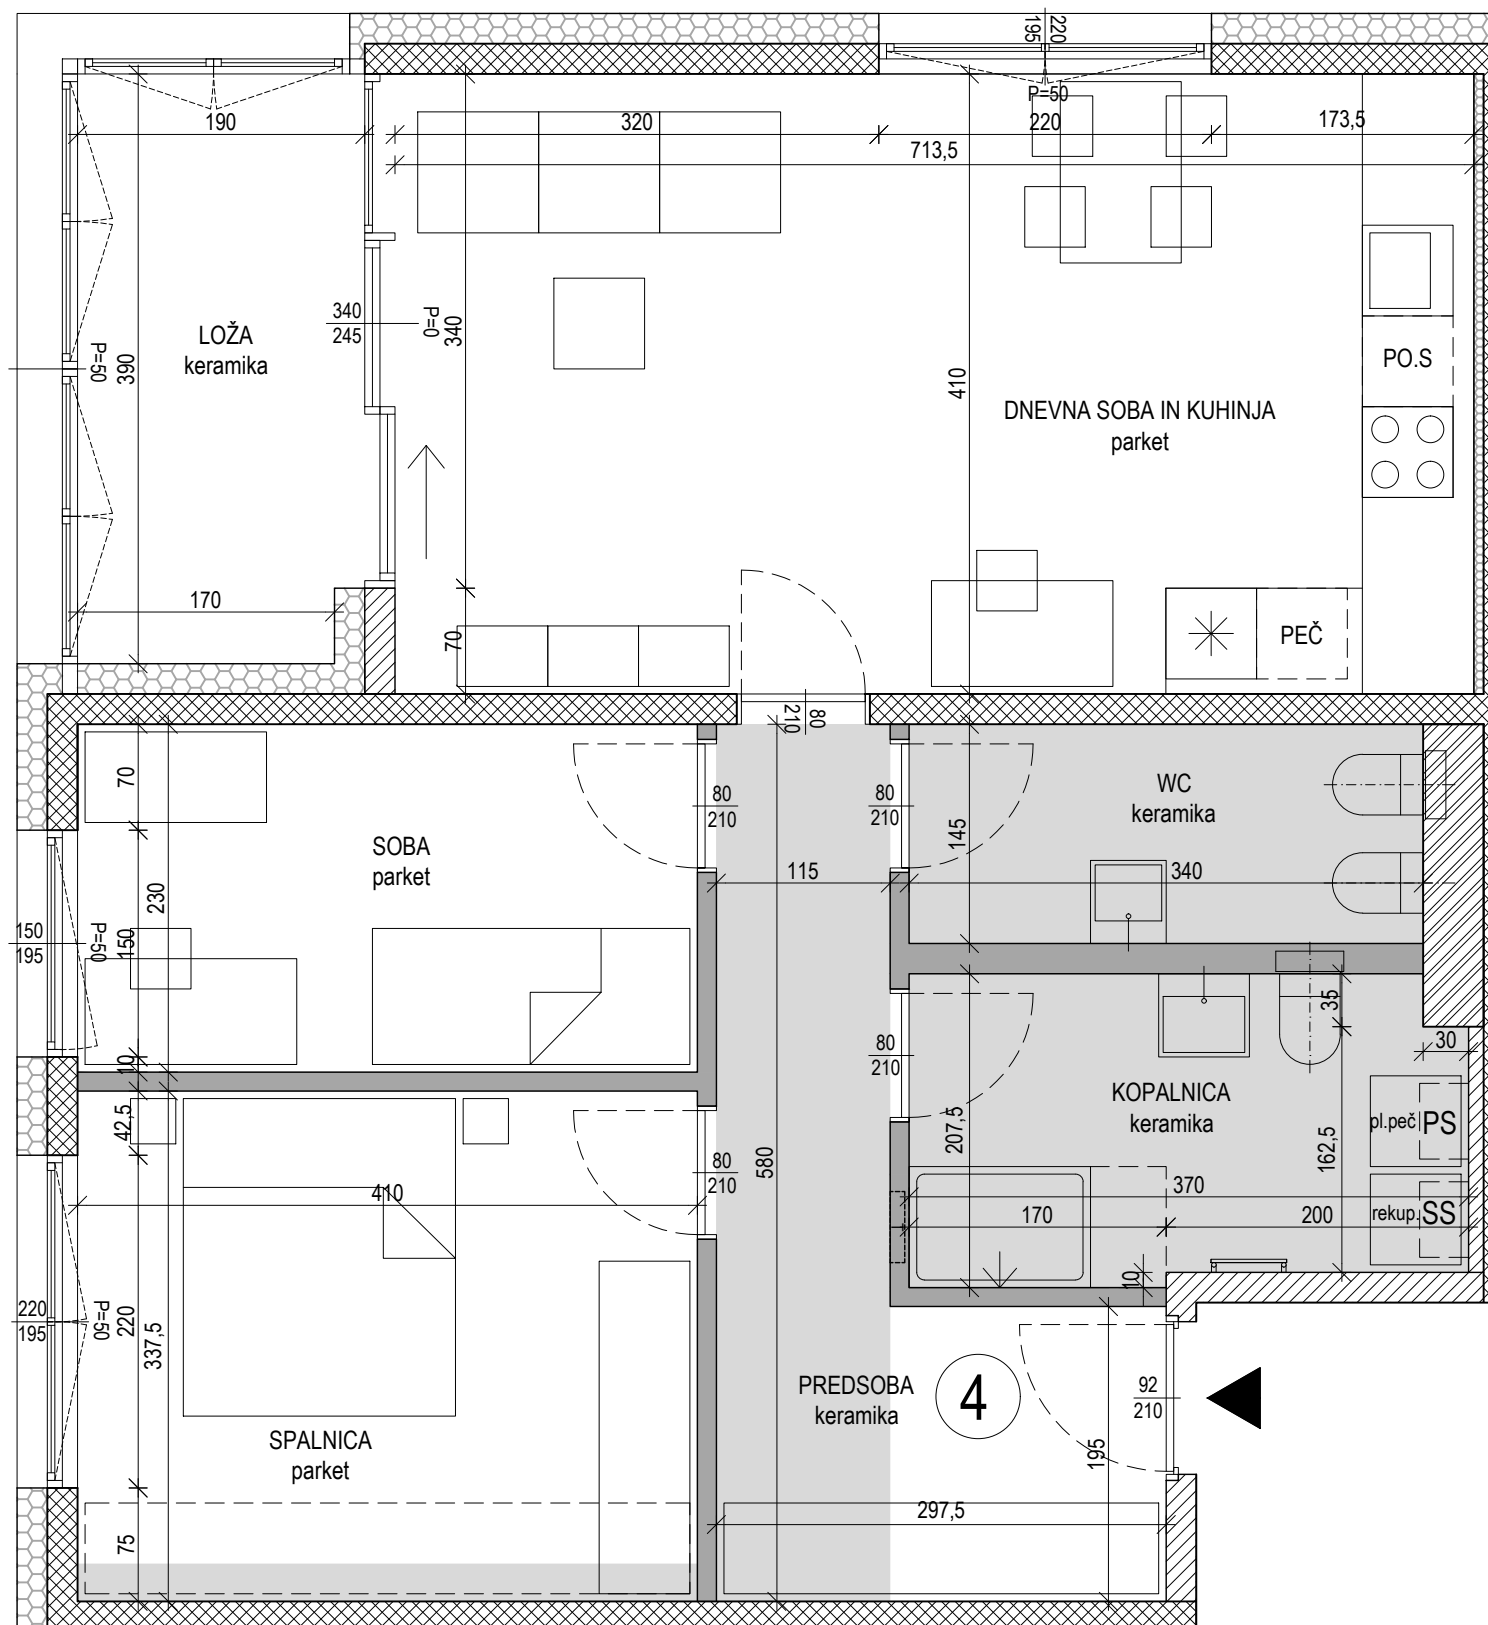 220
195
P=50
190
320
220
173,5
713,5
340
245
P=0
340
LOŽA
keramika
P=50
390
410
PO.S
DNEVNA SOBA IN KUHINJA
parket
170
70
PEČ
80
210
70
SOBA
parket
80
210
80
210
WC
keramika
145
115
340
230
150
195
P=50
150
10
42,5
80
210
35
30
KOPALNICA
keramika
207,5
162,5
pl.peč
PS
80
210
580
410
370
170
200
rekup.
SS
10
220
195
P=50
220
337,5
PREDSOBA
keramika
4
92
210
195
SPALNICA
parket
297,5
75